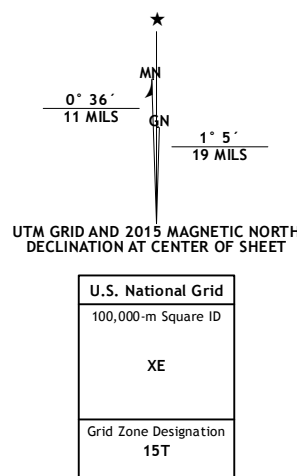 MN
0° 36´
11 MILS
GN
1° 5´
19 MILS
UTM GRID AND 2015 MAGNETIC NORTH
DECLINATION AT CENTER OF SHEET
U.S. National Grid
100,000-m Square ID
XE
Grid Zone Designation
15T